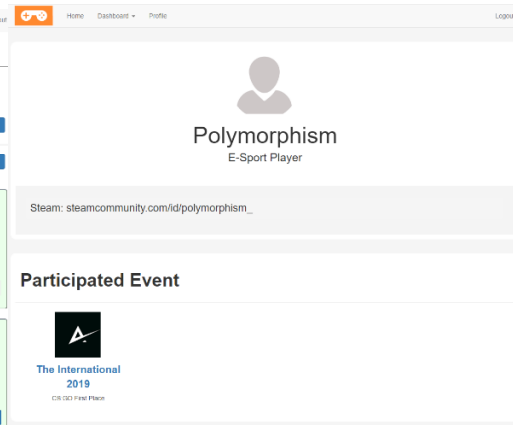 Home Dashboard Profile Logou
Polymorphism
E-Sport Player
Steam: steamcommunity.com/id/polymorphism_
Participated Event
The International
2019
CS GO First Place